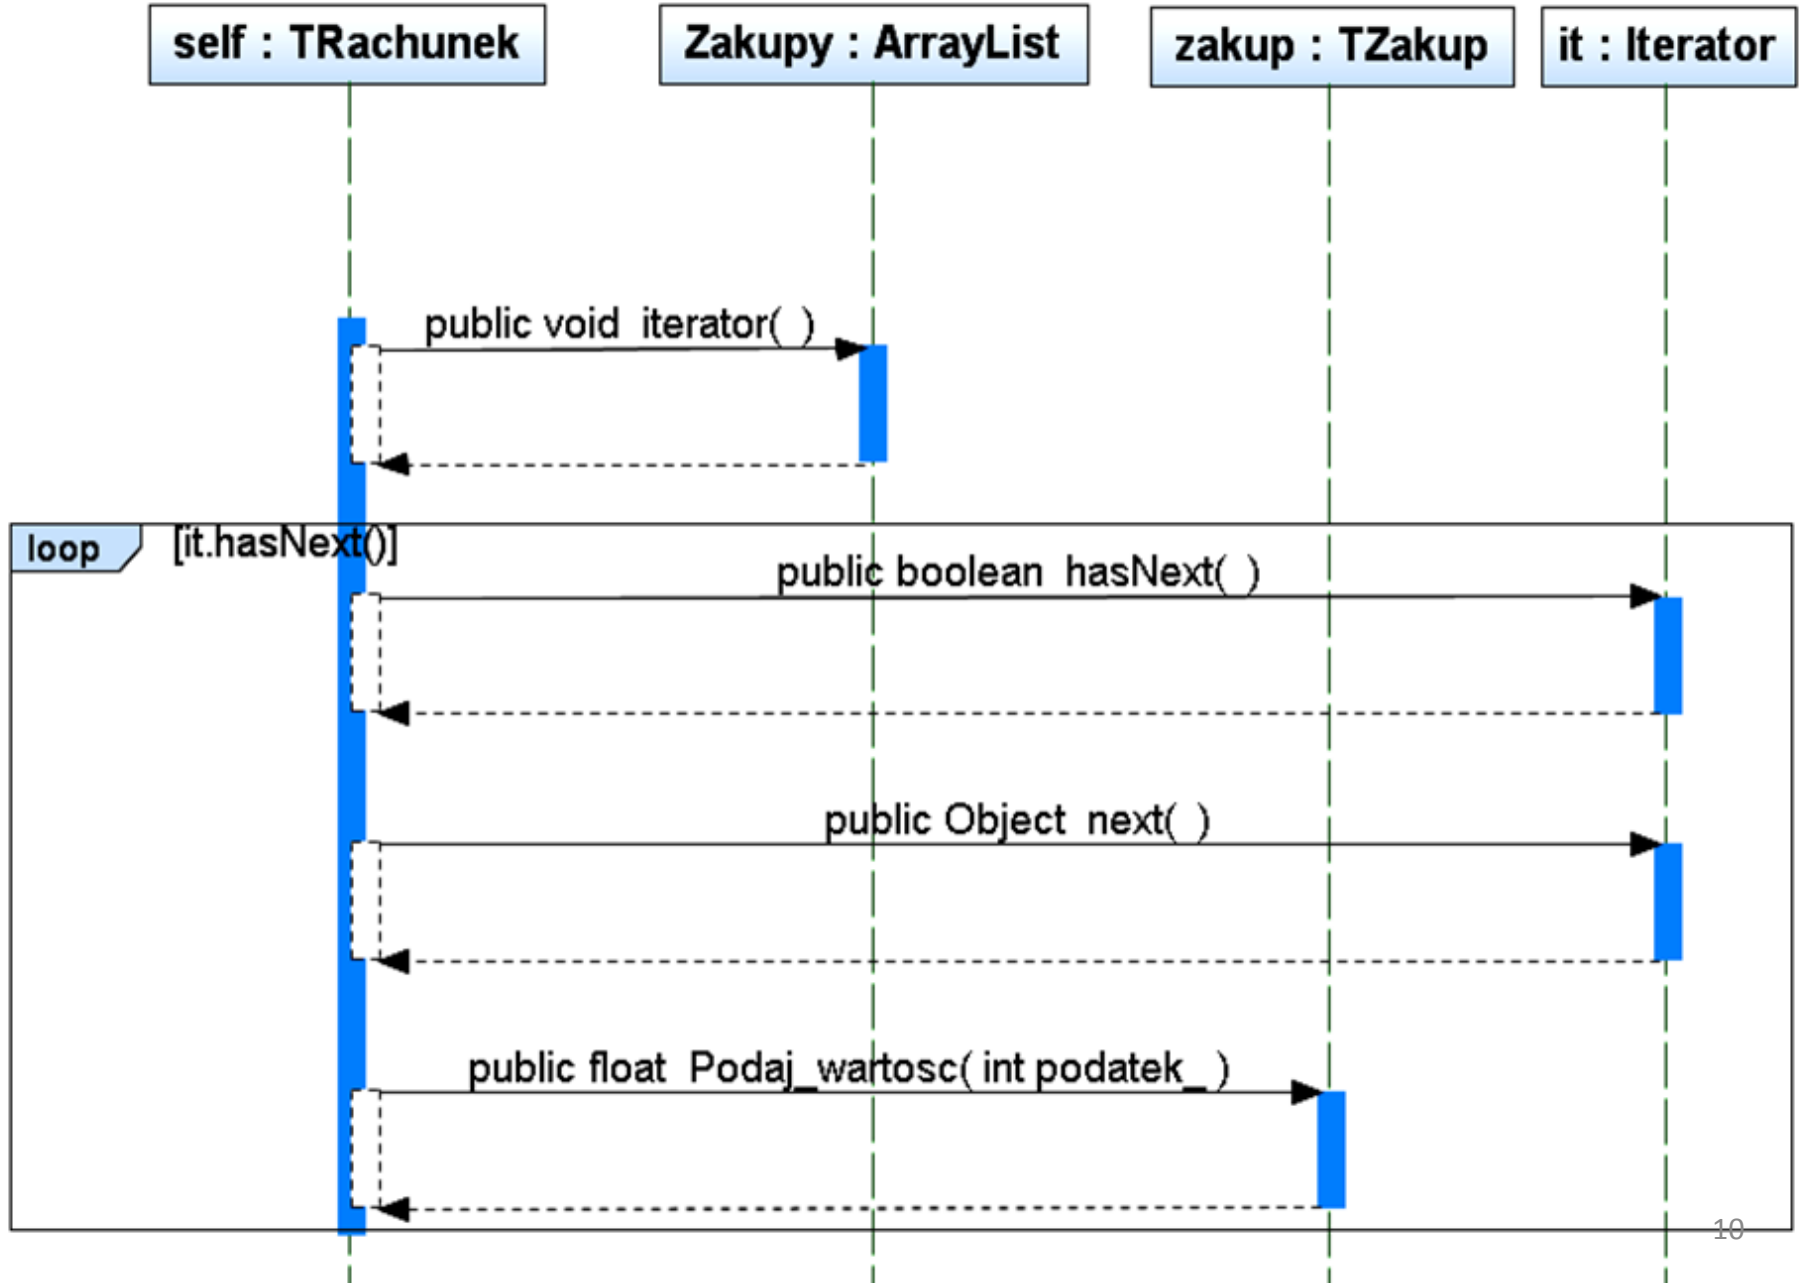 self : TRachunek
Zakupy : ArrayList
zakup : TZakup
it : Iterator
public void iterator( )
loop
[it.hasNext()]
public boolean hasNext( )
public Object next( )
public float Podaj_wartosc( int podatek_ )
10